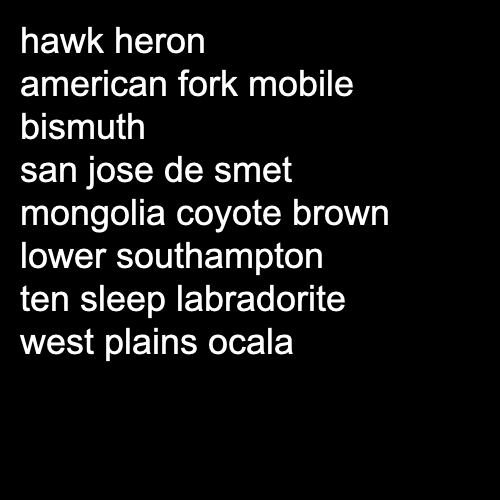 hawk heron
american fork mobile
bismuth
san jose de smet
mongolia coyote brown
lower southampton
ten sleep labradorite
west plains ocala